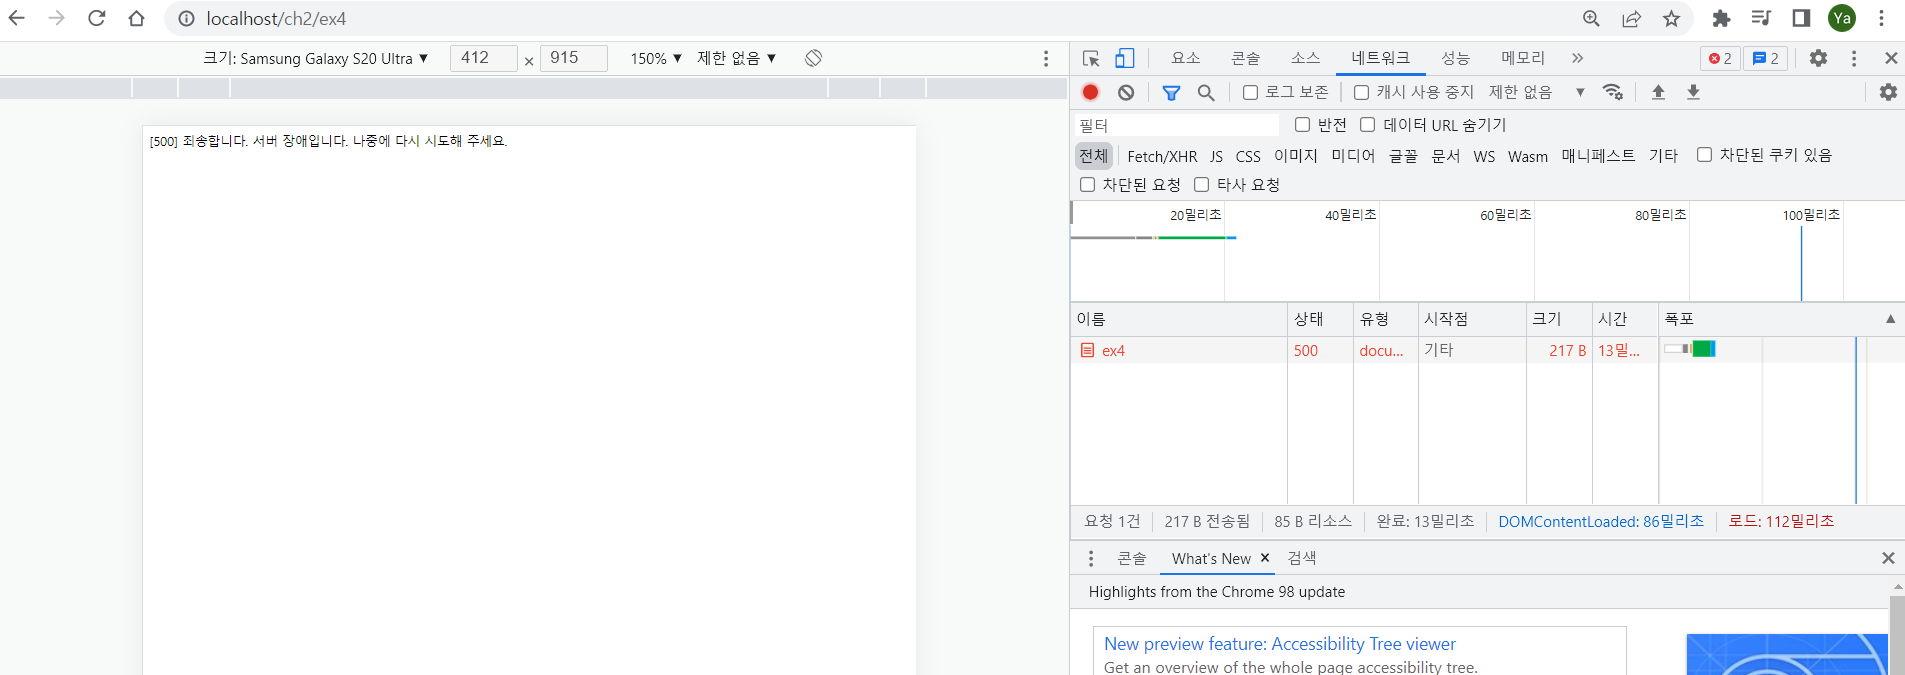 localhost/ch2/ex4
Ya
크기: Samsung Galaxy S20 Ultra ▼ 412 × 915 150% ▼ 제한 없음 ▼
[500] 죄송합니다. 서버 장애입니다. 나중에 다시 시도해 주세요.
요소 콘솔 소스 네트워크 성능 메모리 » 2 2
로그 보존 캐시 사용 중지 제한 없음 ▼
필터 반전 데이터 URL 숨기기
전체 Fetch/XHR JS CSS 이미지 미디어 글꼴 문서 WS Wasm 매니페스트 기타 차단된 쿠키 있음
차단된 요청 타사 요청
20밀리초 40밀리초 60밀리초 80밀리초 100밀리초
이름 상태 유형 시작점 크기 시간 폭포 ▲
ex4 500 docu... 기타 217 B 13밀...
요청 1건 217 B 전송됨 85 B 리소스 완료: 13밀리초 DOMContentLoaded: 86밀리초 로드: 112밀리초
콘솔 What's New × 검색
Highlights from the Chrome 98 update
New preview feature: Accessibility Tree viewer
Get an overview of the whole page accessibility tree.